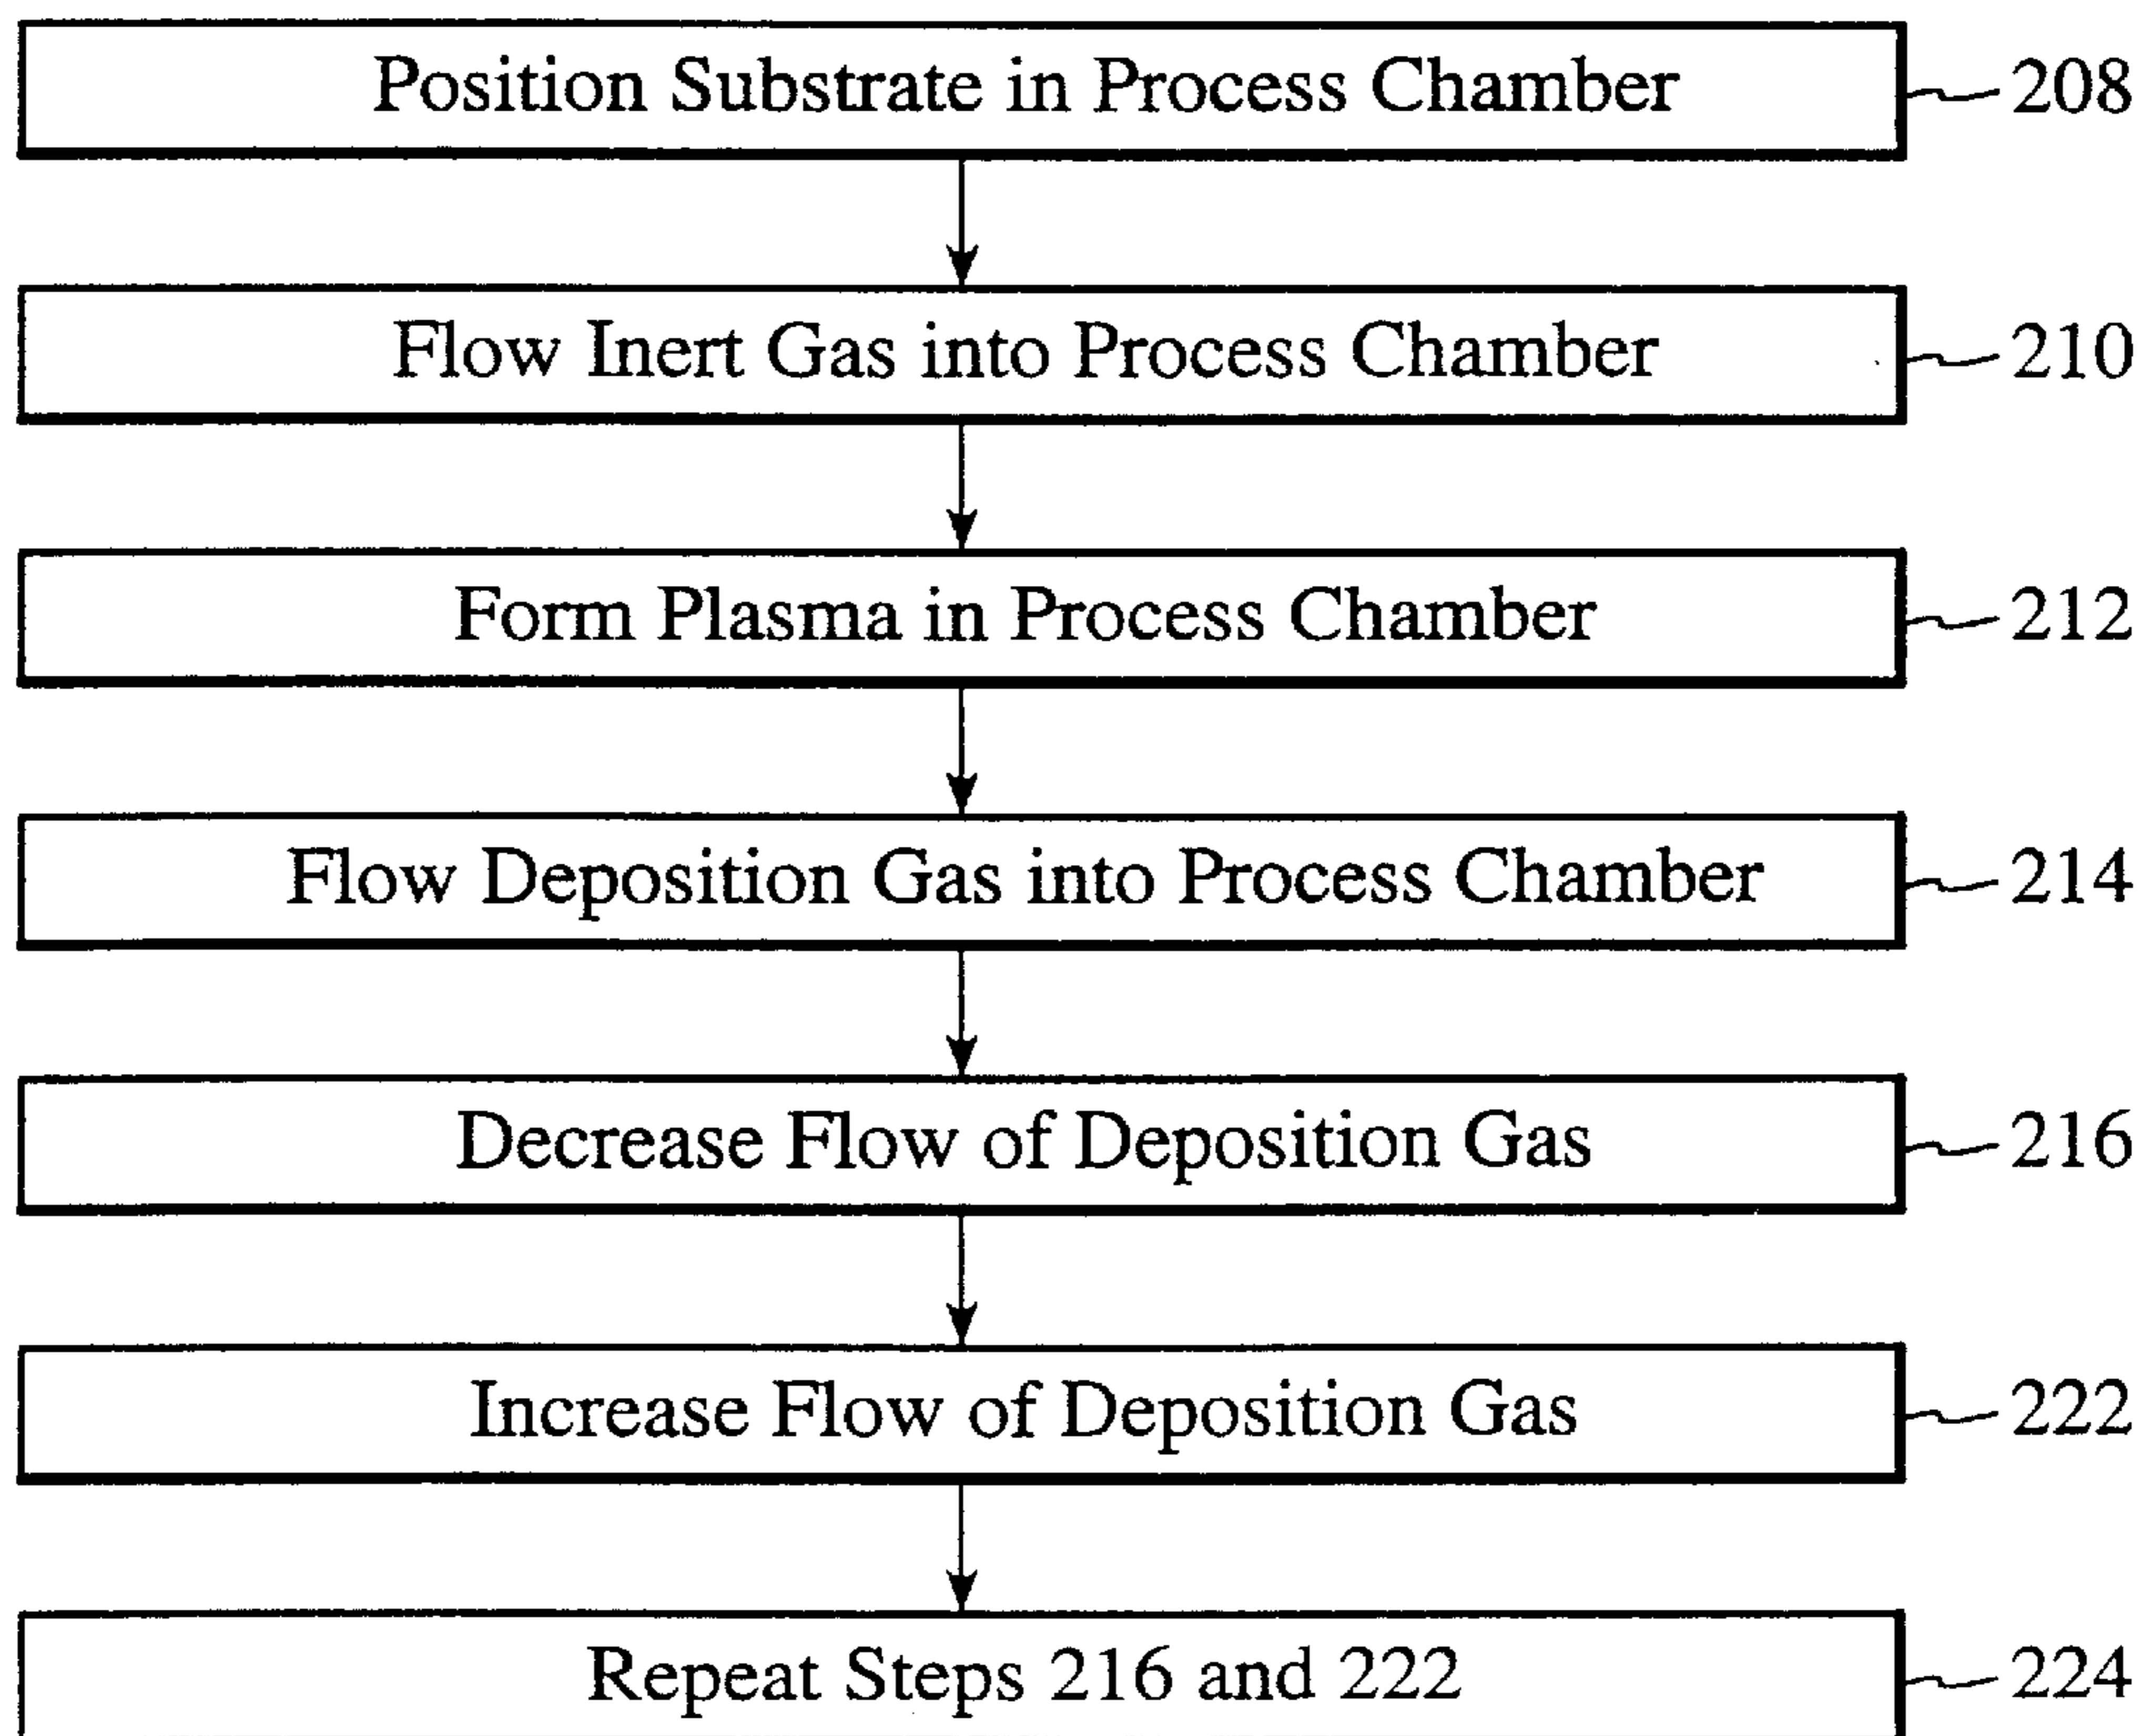 Position Substrate in Process Chamber 208
Flow Inert Gas into Process Chamber 210
Form Plasma in Process Chamber 212
Flow Deposition Gas into Process Chamber 214
Decrease Flow of Deposition Gas 216
Increase Flow of Deposition Gas 222
Repeat Steps 216 and 222 224